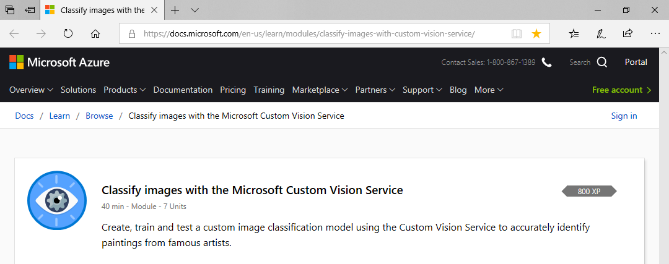 Classify images with th
https://docs.microsoft.com/en-us/learn/modules/classify-images-with-custom-vision-service/
Microsoft Azure
Contact Sales: 1-800-867-1389
Search
Portal
Overview Solutions Products Documentation Pricing Training Marketplace Partners Support Blog More
Free account
Docs / Learn / Browse / Classify images with the Microsoft Custom Vision Service
Sign in
Classify images with the Microsoft Custom Vision Service
800 XP
40 min - Module - 7 Units
Create, train and test a custom image classification model using the Custom Vision Service to accurately identify
paintings from famous artists.